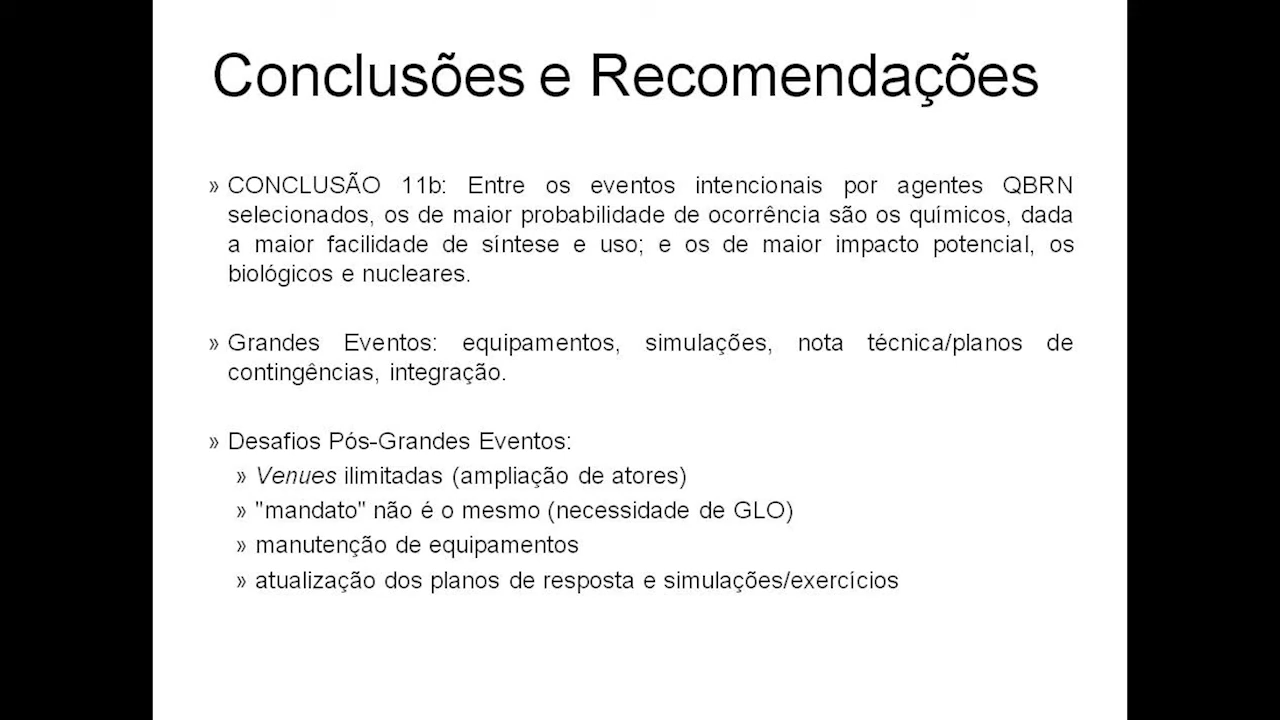 Conclusões e Recomendações
» CONCLUSÃO 11b: Entre os eventos intencionais por agentes QBRN
selecionados, os de maior probabilidade de ocorrência são os químicos, dada
a maior facilidade de síntese e uso; e os de maior impacto potencial, os
biológicos e nucleares.
» Grandes Eventos: equipamentos, simulações, nota técnica/planos de
contingências, integração.
» Desafios Pós-Grandes Eventos:
» Venues ilimitadas (ampliação de atores)
» "mandato" não é o mesmo (necessidade de GLO)
» manutenção de equipamentos
» atualização dos planos de resposta e simulações/exercícios